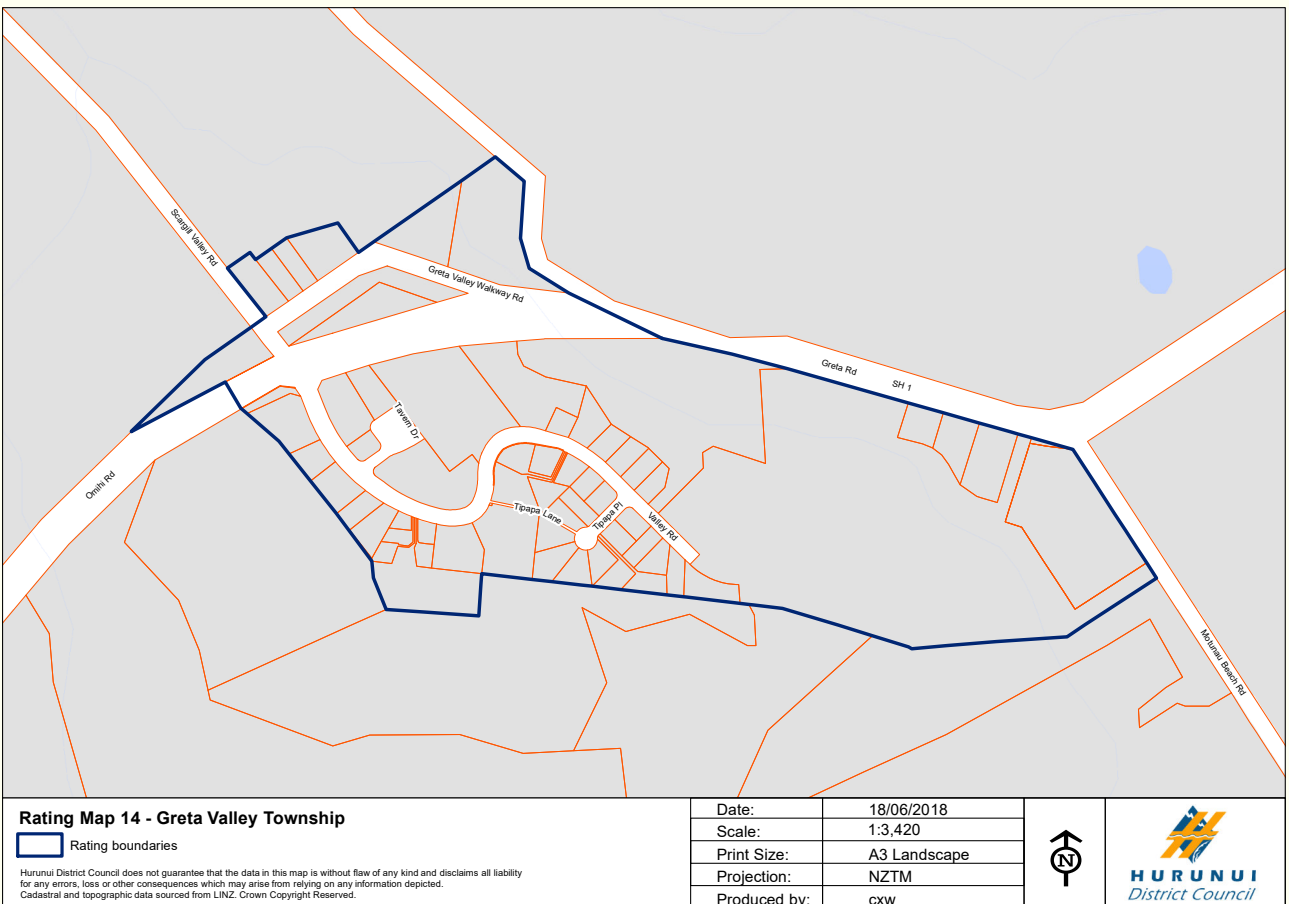 Scargill Valley Rd
Greta Valley Walkway Rd
Greta Rd
SH 1
Tavern Dr
Omihi Rd
Tipapa Lane
Tipapa Pl
Valley Rd
Motunau Beach Rd
Rating Map 14 - Greta Valley Township
Rating boundaries
Hurunui District Council does not guarantee that the data in this map is without flaw of any kind and disclaims all liability
for any errors, loss or other consequences which may arise from relying on any information depicted.
Cadastral and topographic data sourced from LINZ. Crown Copyright Reserved.
Date: 18/06/2018
Scale: 1:3,420
Print Size: A3 Landscape
Projection: NZTM
Produced by: cxw
N
HURUNUI
District Council